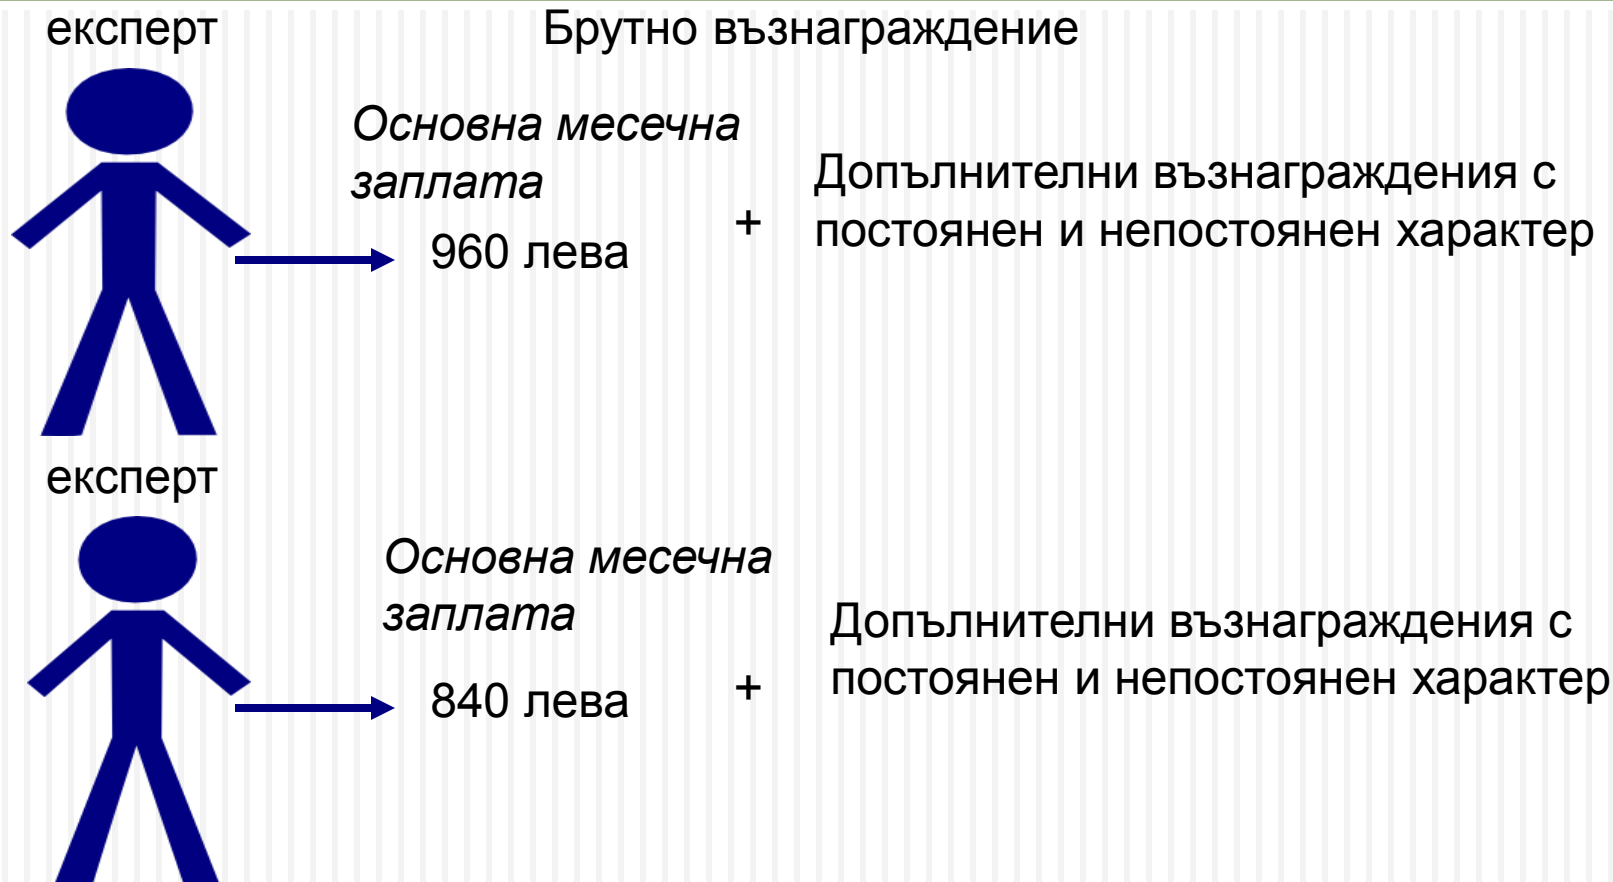 експерт
Брутно възнаграждение
Основна месечна
заплата
960 лева
+
Допълнителни възнаграждения с
постоянен и непостоянен характер
експерт
Основна месечна
заплата
840 лева
+
Допълнителни възнаграждения с
постоянен и непостоянен характер